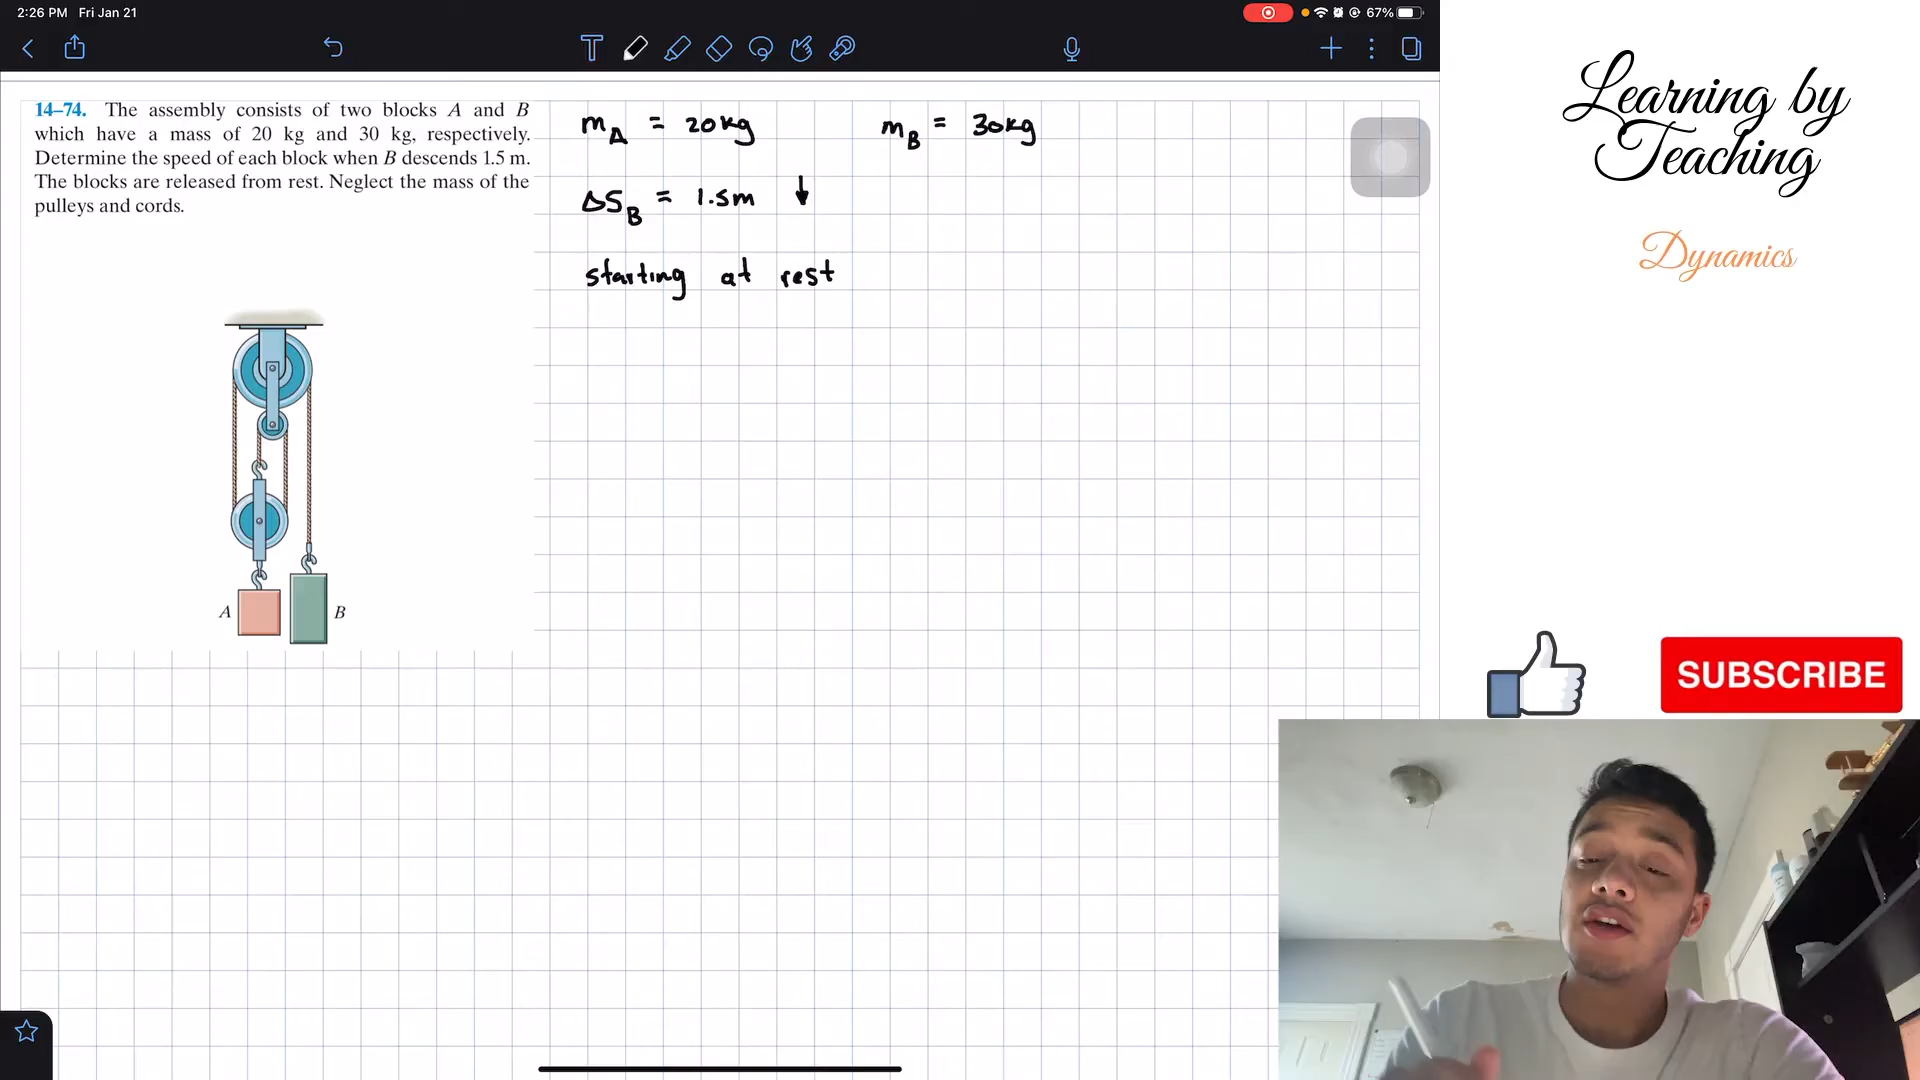 2:26 PM Fri Jan 21
67%
14–74. The assembly consists of two blocks A and B
which have a mass of 20 kg and 30 kg, respectively.
Determine the speed of each block when B descends 1.5 m.
The blocks are released from rest. Neglect the mass of the
pulleys and cords.
A
B
m_A = 20kg
m_B = 30kg
ΔS_B = 1.5m ↓
starting at rest
Learning by
Teaching
Dynamics
SUBSCRIBE